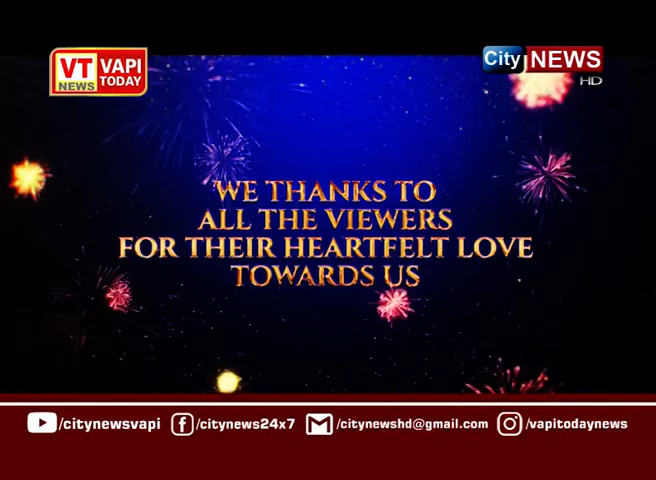 VT VAPI
NEWS TODAY
City NEWS
HD
WE THANKS TO
ALL THE VIEWERS
FOR THEIR HEARTFELT LOVE
TOWARDS US
/citynewsvapi /citynews24x7 /citynewshd@gmail.com /vapitodaynews